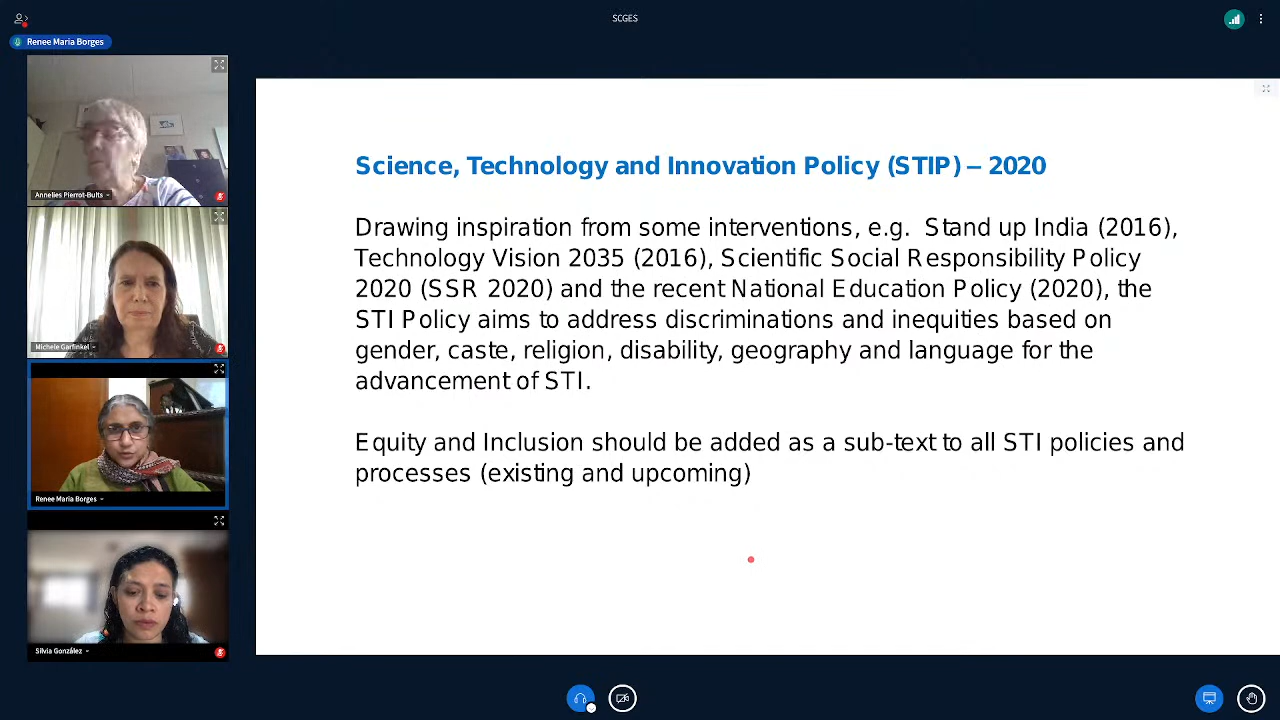 SCGES
Renee Maria Borges
Annelies Pierrot-Bults
Michele Garfinkel
Renee Maria Borges
Silvia González
Science, Technology and Innovation Policy (STIP) – 2020
Drawing inspiration from some interventions, e.g. Stand up India (2016),
Technology Vision 2035 (2016), Scientific Social Responsibility Policy
2020 (SSR 2020) and the recent National Education Policy (2020), the
STI Policy aims to address discriminations and inequities based on
gender, caste, religion, disability, geography and language for the
advancement of STI.
Equity and Inclusion should be added as a sub-text to all STI policies and
processes (existing and upcoming)